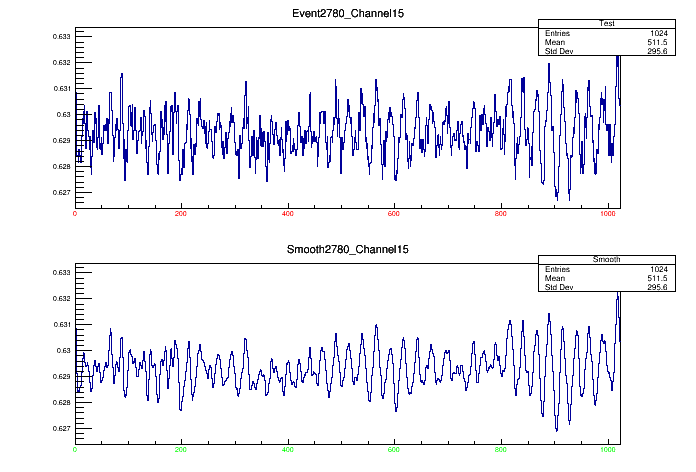 Event2780_Channel15
Test
Entries 1024
Mean 511.5
Std Dev 295.6
0.633
0.632
0.631
0.63
0.629
0.628
0.627
0 200 400 600 800 1000
Smooth2780_Channel15
Smooth
Entries 1024
Mean 511.5
Std Dev 295.6
0.633
0.632
0.631
0.63
0.629
0.628
0.627
0 200 400 600 800 1000